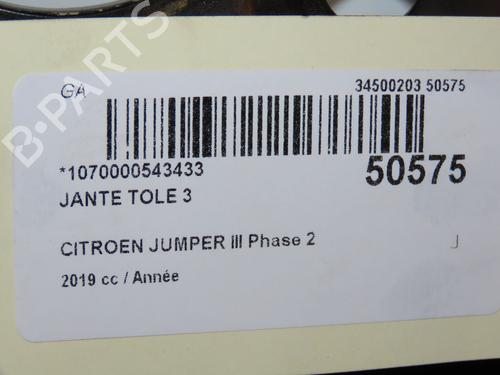 GA
34500203 50575
*1070000543433
50575
JANTE TOLE 3
CITROEN JUMPER III Phase 2
J
2019 cc / Année
B-PARTS